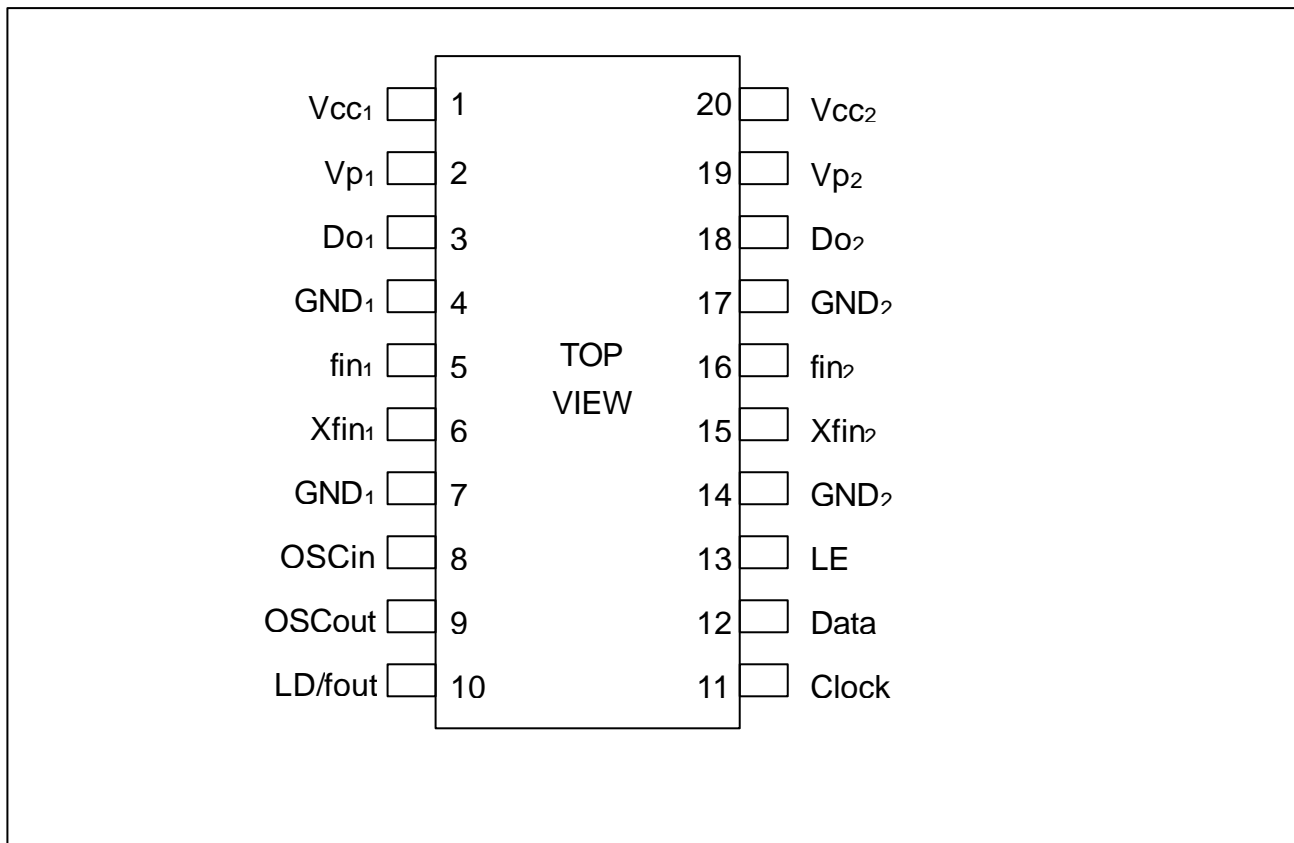 Vcc₁ 1 20 Vcc₂
Vp₁ 2 19 Vp₂
Do₁ 3 18 Do₂
GND₁ 4 17 GND₂
fin₁ 5 TOP 16 fin₂
VIEW
Xfin₁ 6 15 Xfin₂
GND₁ 7 14 GND₂
OSCin 8 13 LE
OSCout 9 12 Data
LD/fout 10 11 Clock